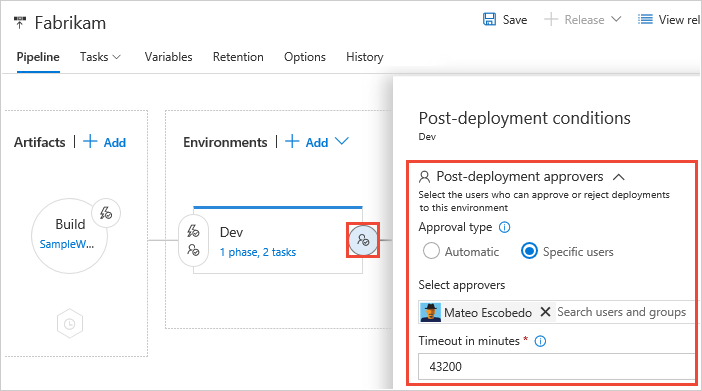 Fabrikam
Save
Release
View rel
Pipeline Tasks Variables Retention Options History
Artifacts | + Add
Environments | + Add
Build
SampleW...
Dev
1 phase, 2 tasks
Post-deployment conditions
Dev
Post-deployment approvers
Select the users who can approve or reject deployments
to this environment
Approval type
Automatic
Specific users
Select approvers
Mateo Escobedo
Search users and groups
Timeout in minutes *
43200